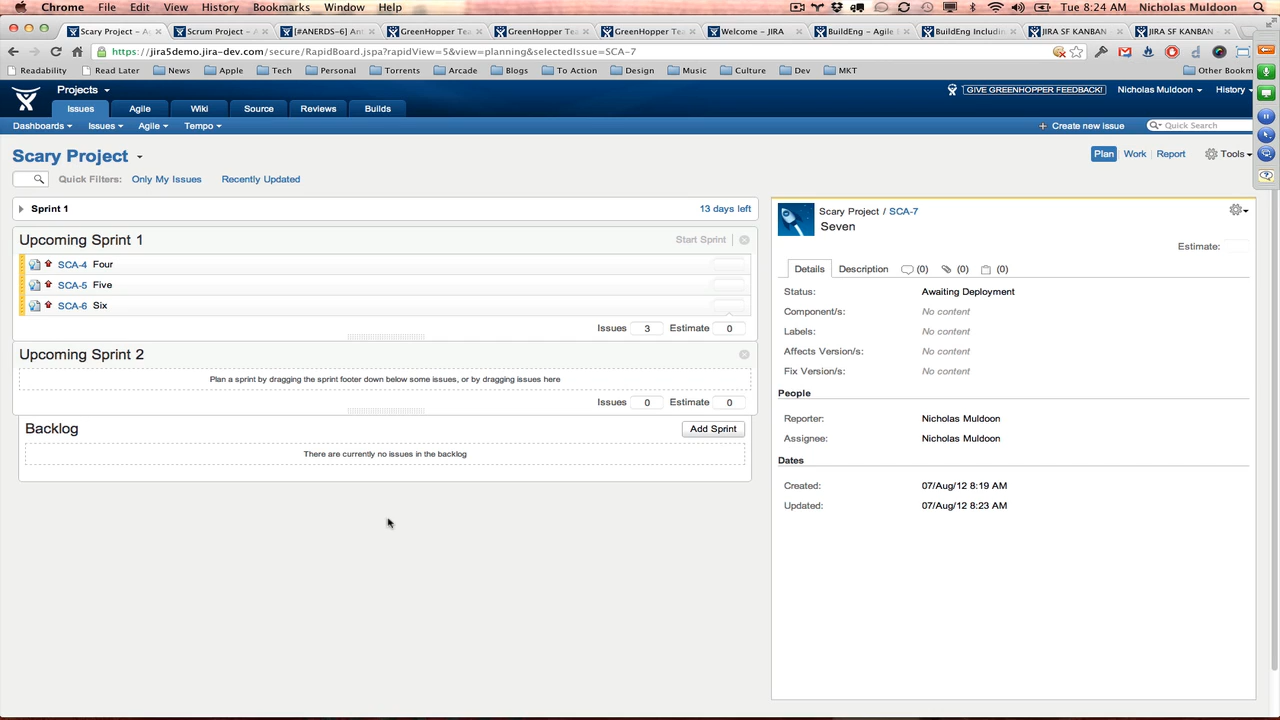 Chrome File Edit View History Bookmarks Window Help Tue 8:24 AM Nicholas Muldoon
Scary Project – A Scrum Project – A [#ANERDS-6] An GreenHopper Tea GreenHopper Tea GreenHopper Tea Welcome – JIRA BuildEng – Agile BuildEng Includin JIRA SF KANBAN JIRA SF KANBAN
https://jira5demo.jira-dev.com/secure/RapidBoard.jspa?rapidView=5&view=planning&selectedIssue=SCA-7
Readability Read Later News Apple Tech Personal Torrents Arcade Blogs To Action Design Music Culture Dev MKT Other Bookm
Projects GIVE GREENHOPPER FEEDBACK! Nicholas Muldoon History
Issues Agile Wiki Source Reviews Builds
Dashboards Issues Agile Tempo Create new issue Quick Search
Scary Project Plan Work Report Tools
Quick Filters: Only My Issues Recently Updated
Sprint 1 13 days left
Upcoming Sprint 1 Start Sprint
SCA-4 Four
SCA-5 Five
SCA-6 Six
Issues 3 Estimate 0
Upcoming Sprint 2
Plan a sprint by dragging the sprint footer down below some issues, or by dragging issues here
Issues 0 Estimate 0
Backlog Add Sprint
There are currently no issues in the backlog
Scary Project / SCA-7
Seven
Estimate:
Details Description (0) (0) (0)
Status: Awaiting Deployment
Component/s: No content
Labels: No content
Affects Version/s: No content
Fix Version/s: No content
People
Reporter: Nicholas Muldoon
Assignee: Nicholas Muldoon
Dates
Created: 07/Aug/12 8:19 AM
Updated: 07/Aug/12 8:23 AM